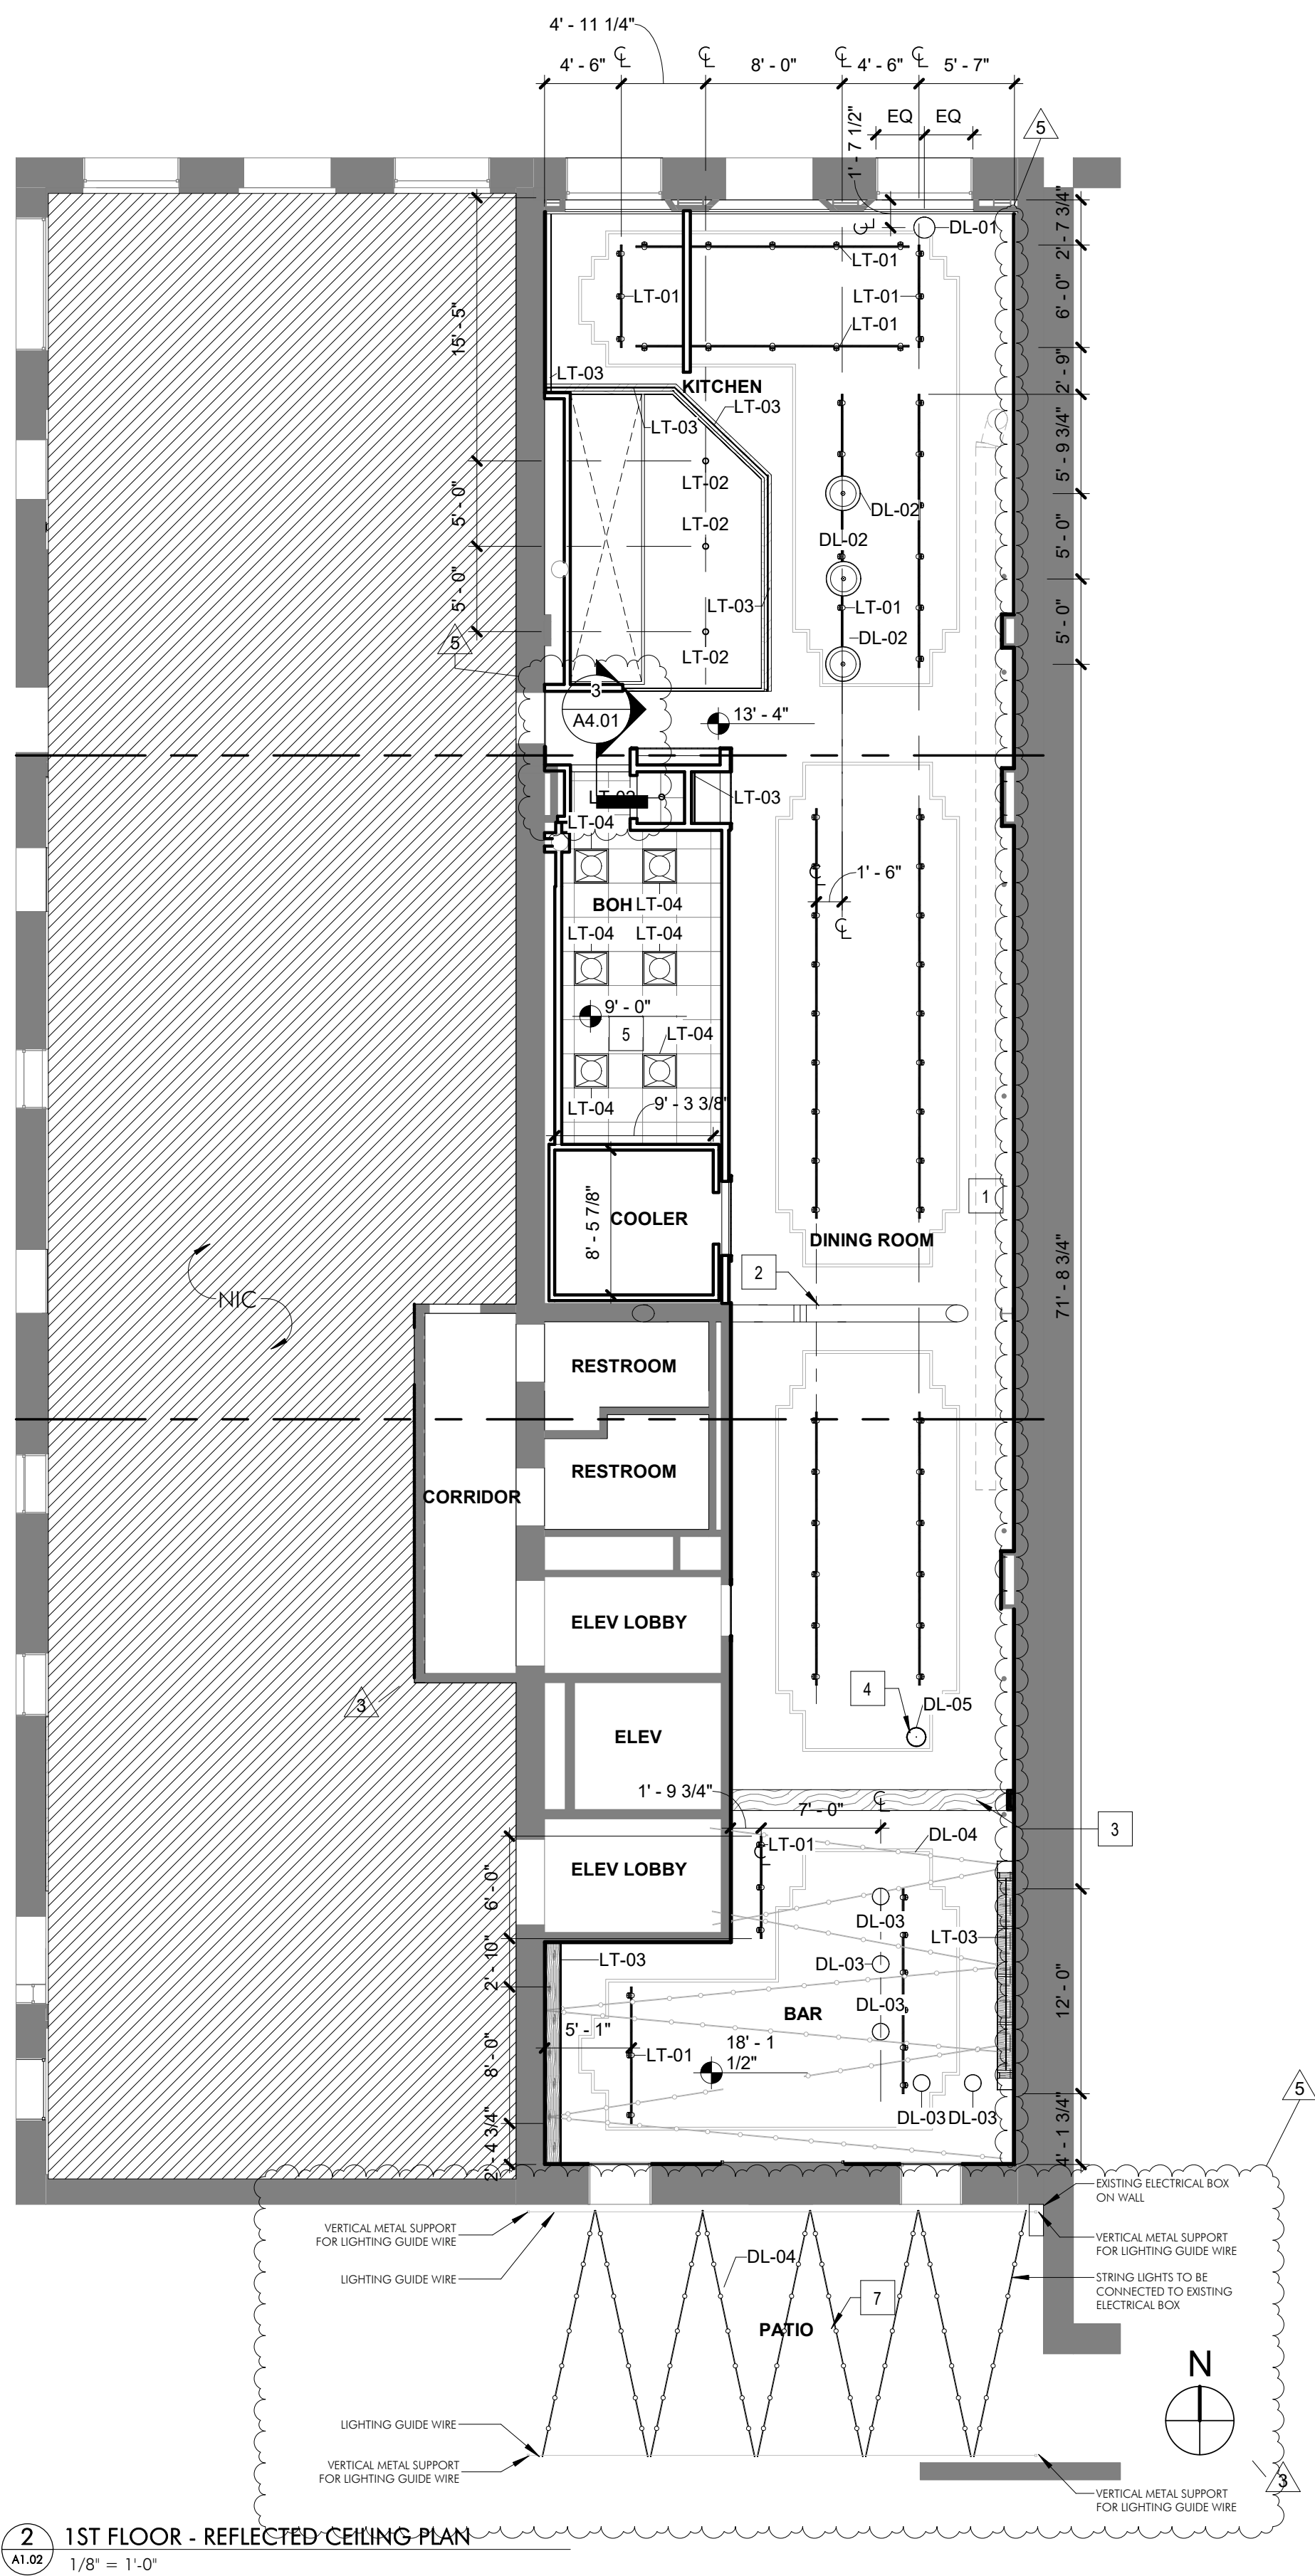 4' - 11 1/4"
4' - 6"
8' - 0"
4' - 6"
5' - 7"
EQ
EQ
5
1' - 7 1/2"
2' - 7 3/4"
DL-01
LT-01
LT-01
LT-01
6' - 0"
LT-01
15' - 5"
LT-03
KITCHEN
2' - 9"
LT-03
LT-03
5' - 9 3/4"
LT-02
5' - 0"
DL-02
LT-02
DL-02
5' - 0"
5' - 0"
LT-03
LT-01
5' - 0"
DL-02
5
LT-02
3
A4.01
13' - 4"
LT-03
LT-04
1' - 6"
BOH
LT-04
LT-04
LT-04
9' - 0"
5
LT-04
LT-04
9' - 3 3/8"
1
8' - 5 7/8"
COOLER
DINING ROOM
71' - 8 3/4"
2
NIC
RESTROOM
RESTROOM
CORRIDOR
ELEV LOBBY
3
4
DL-05
ELEV
1' - 9 3/4"
7' - 0"
3
LT-01
DL-04
ELEV LOBBY
6' - 0"
DL-03
LT-03
2' - 10"
LT-03
DL-03
12' - 0"
DL-03
BAR
5' - 1"
18' - 1
1/2"
8' - 0"
LT-01
5
DL-03
DL-03
2' - 4 3/4"
4' - 1 3/4"
EXISTING ELECTRICAL BOX
ON WALL
VERTICAL METAL SUPPORT
FOR LIGHTING GUIDE WIRE
VERTICAL METAL SUPPORT
FOR LIGHTING GUIDE WIRE
DL-04
LIGHTING GUIDE WIRE
STRING LIGHTS TO BE
CONNECTED TO EXISTING
ELECTRICAL BOX
7
PATIO
N
LIGHTING GUIDE WIRE
VERTICAL METAL SUPPORT
FOR LIGHTING GUIDE WIRE
3
VERTICAL METAL SUPPORT
FOR LIGHTING GUIDE WIRE
2
A1.02
1ST FLOOR - REFLECTED CEILING PLAN
1/8" = 1'-0"